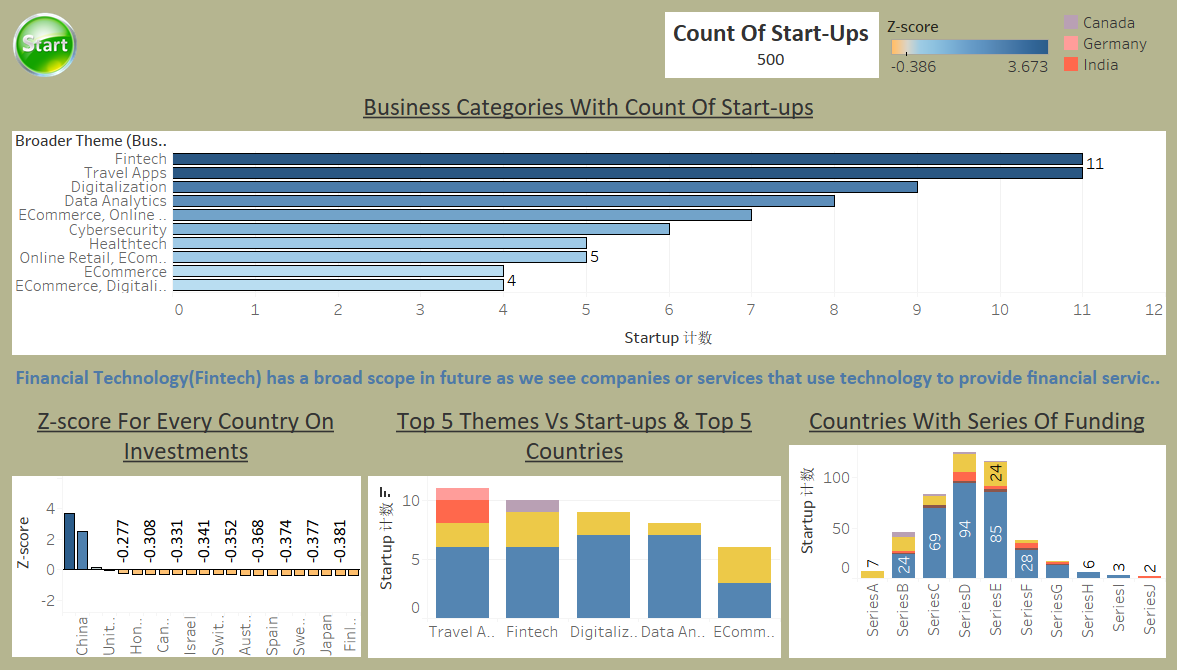 Start
Count Of Start-Ups
500
Z-score
-0.386 3.673
Canada
Germany
India
Business Categories With Count Of Start-ups
Broader Theme (Bus..
Fintech
Travel Apps
11
Digitalization
Data Analytics
ECommerce, Online ..
Cybersecurity
Healthtech
Online Retail, ECom..
5
ECommerce
ECommerce, Digitali..
4
0 1 2 3 4 5 6 7 8 9 10 11 12
Startup 计数
Financial Technology(Fintech) has a broad scope in future as we see companies or services that use technology to provide financial servic..
Z-score For Every Country On
Investments
Z-score
4
2
0
-2
-0.277
-0.308
-0.331
-0.341
-0.352
-0.368
-0.374
-0.377
-0.381
China
Unit..
Hon..
Can..
Israel
Swit..
Aust..
Spain
Swe..
Japan
Finl..
Top 5 Themes Vs Start-ups & Top 5
Countries
Startup 计数
10
5
0
Travel A.. Fintech Digitaliz.. Data An.. EComm..
Countries With Series Of Funding
Startup 计数
100
50
0
7
24
69
94
24
85
28
6
3
2
SeriesA
SeriesB
SeriesC
SeriesD
SeriesE
SeriesF
SeriesG
SeriesH
SeriesI
SeriesJ